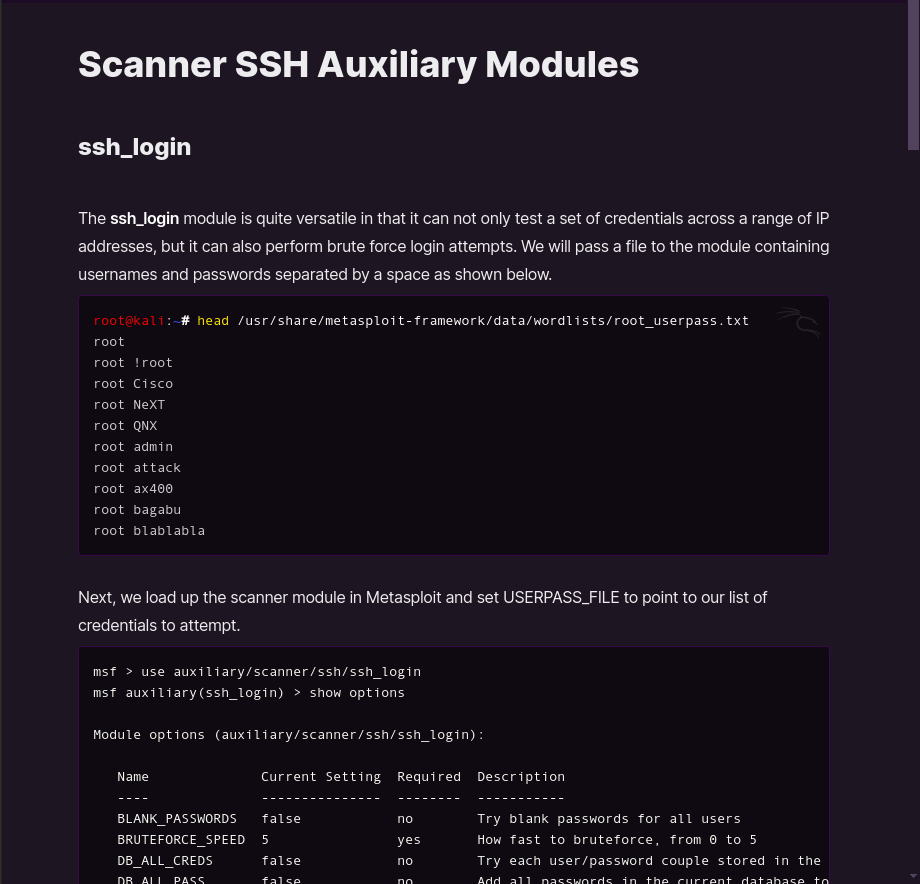 Scanner SSH Auxiliary Modules
ssh_login
The ssh_login module is quite versatile in that it can not only test a set of credentials across a range of IP
addresses, but it can also perform brute force login attempts. We will pass a file to the module containing
usernames and passwords separated by a space as shown below.
root@kali:~# head /usr/share/metasploit-framework/data/wordlists/root_userpass.txt
root
root !root
root Cisco
root NeXT
root QNX
root admin
root attack
root ax400
root bagabu
root blablabla
Next, we load up the scanner module in Metasploit and set USERPASS_FILE to point to our list of
credentials to attempt.
msf > use auxiliary/scanner/ssh/ssh_login
msf auxiliary(ssh_login) > show options
Module options (auxiliary/scanner/ssh/ssh_login):
Name Current Setting Required Description
---- --------------- -------- -----------
BLANK_PASSWORDS false no Try blank passwords for all users
BRUTEFORCE_SPEED 5 yes How fast to bruteforce, from 0 to 5
DB_ALL_CREDS false no Try each user/password couple stored in the
DB_ALL_PASS false no Add all passwords in the current database to